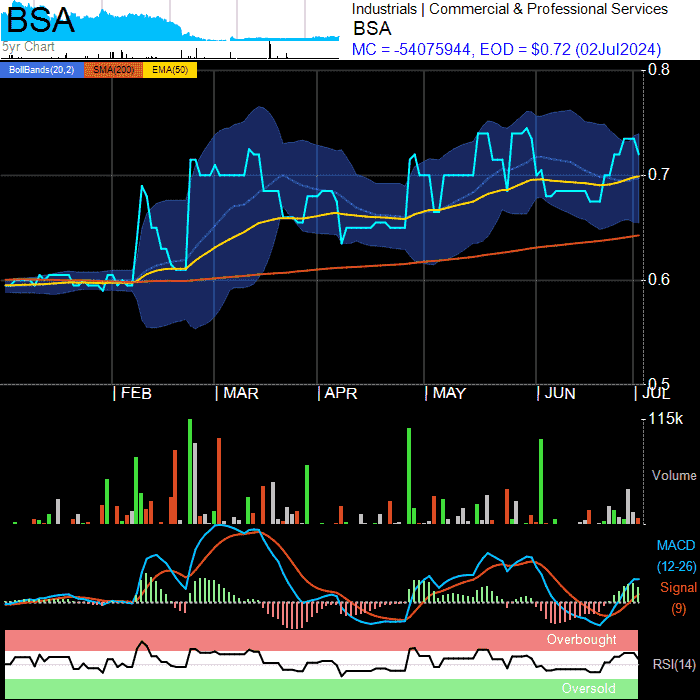 BSA
5yr Chart
Industrials | Commercial & Professional Services
BSA
MC = -54075944, EOD = $0.72 (02Jul2024)
BollBands(20,2) SMA(200) EMA(50)
0.8
0.7
0.6
0.5
FEB MAR APR MAY JUN JUL
115k
Volume
MACD
(12-26)
Signal
(9)
Overbought
RSI(14)
Oversold